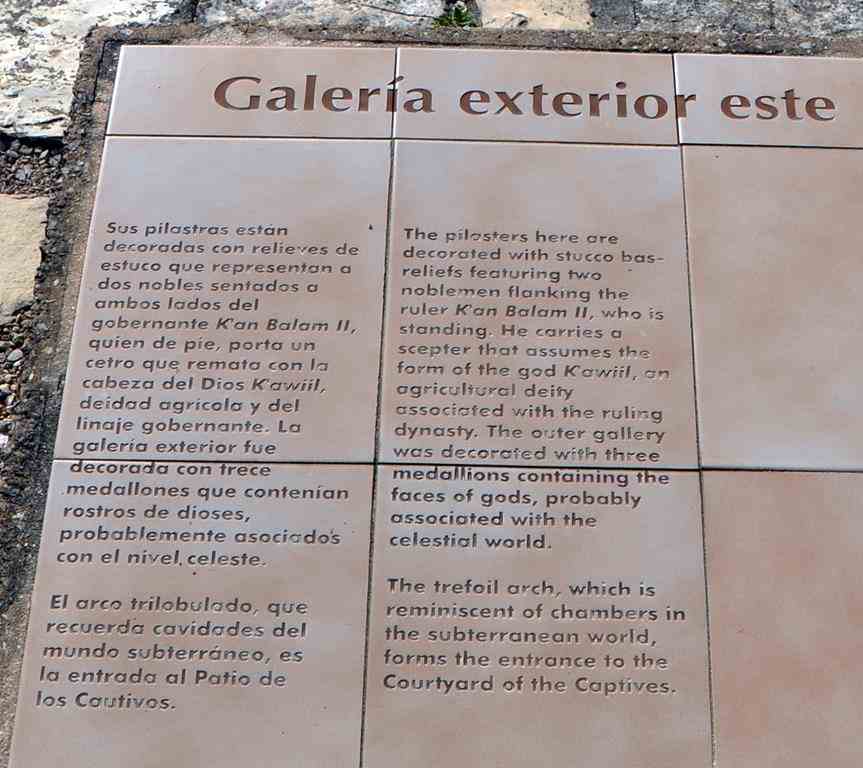 Galería exterior este
Sus pilastras están
decoradas con relieves de
estuco que representan a
dos nobles sentados a
ambos lados del
gobernante K'an Balam II,
quien de pie, porta un
cetro que remata con la
cabeza del Dios K'awiil,
deidad agrícola y del
linaje gobernante. La
galería exterior fue
decorada con trece
medallones que contenían
rostros de dioses,
probablemente asociados
con el nivel celeste.
El arco trilobulado, que
recuerda cavidades del
mundo subterráneo, es
la entrada al Patio de
los Cautivos.
The pilasters here are
decorated with stucco bas-
reliefs featuring two
noblemen flanking the
ruler K'an Balam II, who is
standing. He carries a
scepter that assumes the
form of the god K'awiil, an
agricultural deity
associated with the ruling
dynasty. The outer gallery
was decorated with three
medallions containing the
faces of gods, probably
associated with the
celestial world.
The trefoil arch, which is
reminiscent of chambers in
the subterranean world,
forms the entrance to the
Courtyard of the Captives.